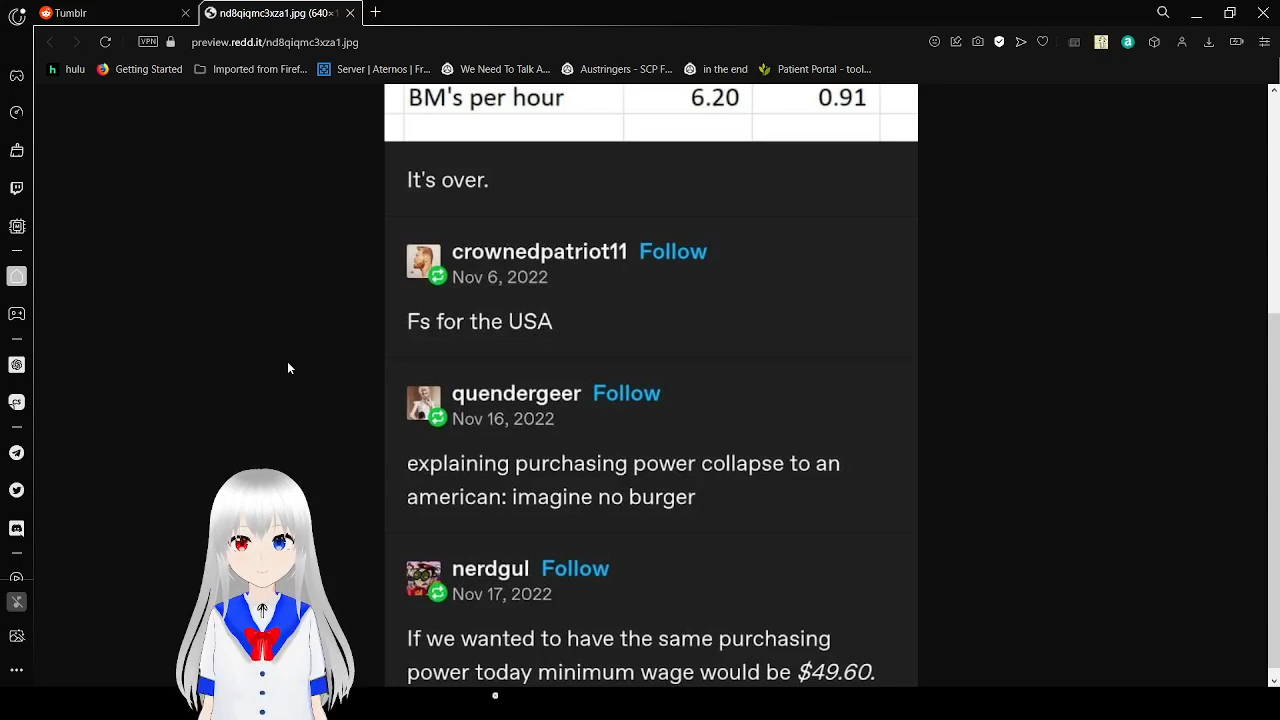 Tumblr
nd8qiqmc3xza1.jpg (640×1
VPN
preview.redd.it/nd8qiqmc3xza1.jpg
hulu
Getting Started
Imported from Firef...
Server | Aternos | Fr...
We Need To Talk A...
Austringers - SCP F...
in the end
Patient Portal - tool...
BM's per hour 6.20 0.91
It's over.
crownedpatriot11 Follow
Nov 6, 2022
Fs for the USA
quendergeer Follow
Nov 16, 2022
explaining purchasing power collapse to an
american: imagine no burger
nerdgul Follow
Nov 17, 2022
If we wanted to have the same purchasing
power today minimum wage would be $49.60.